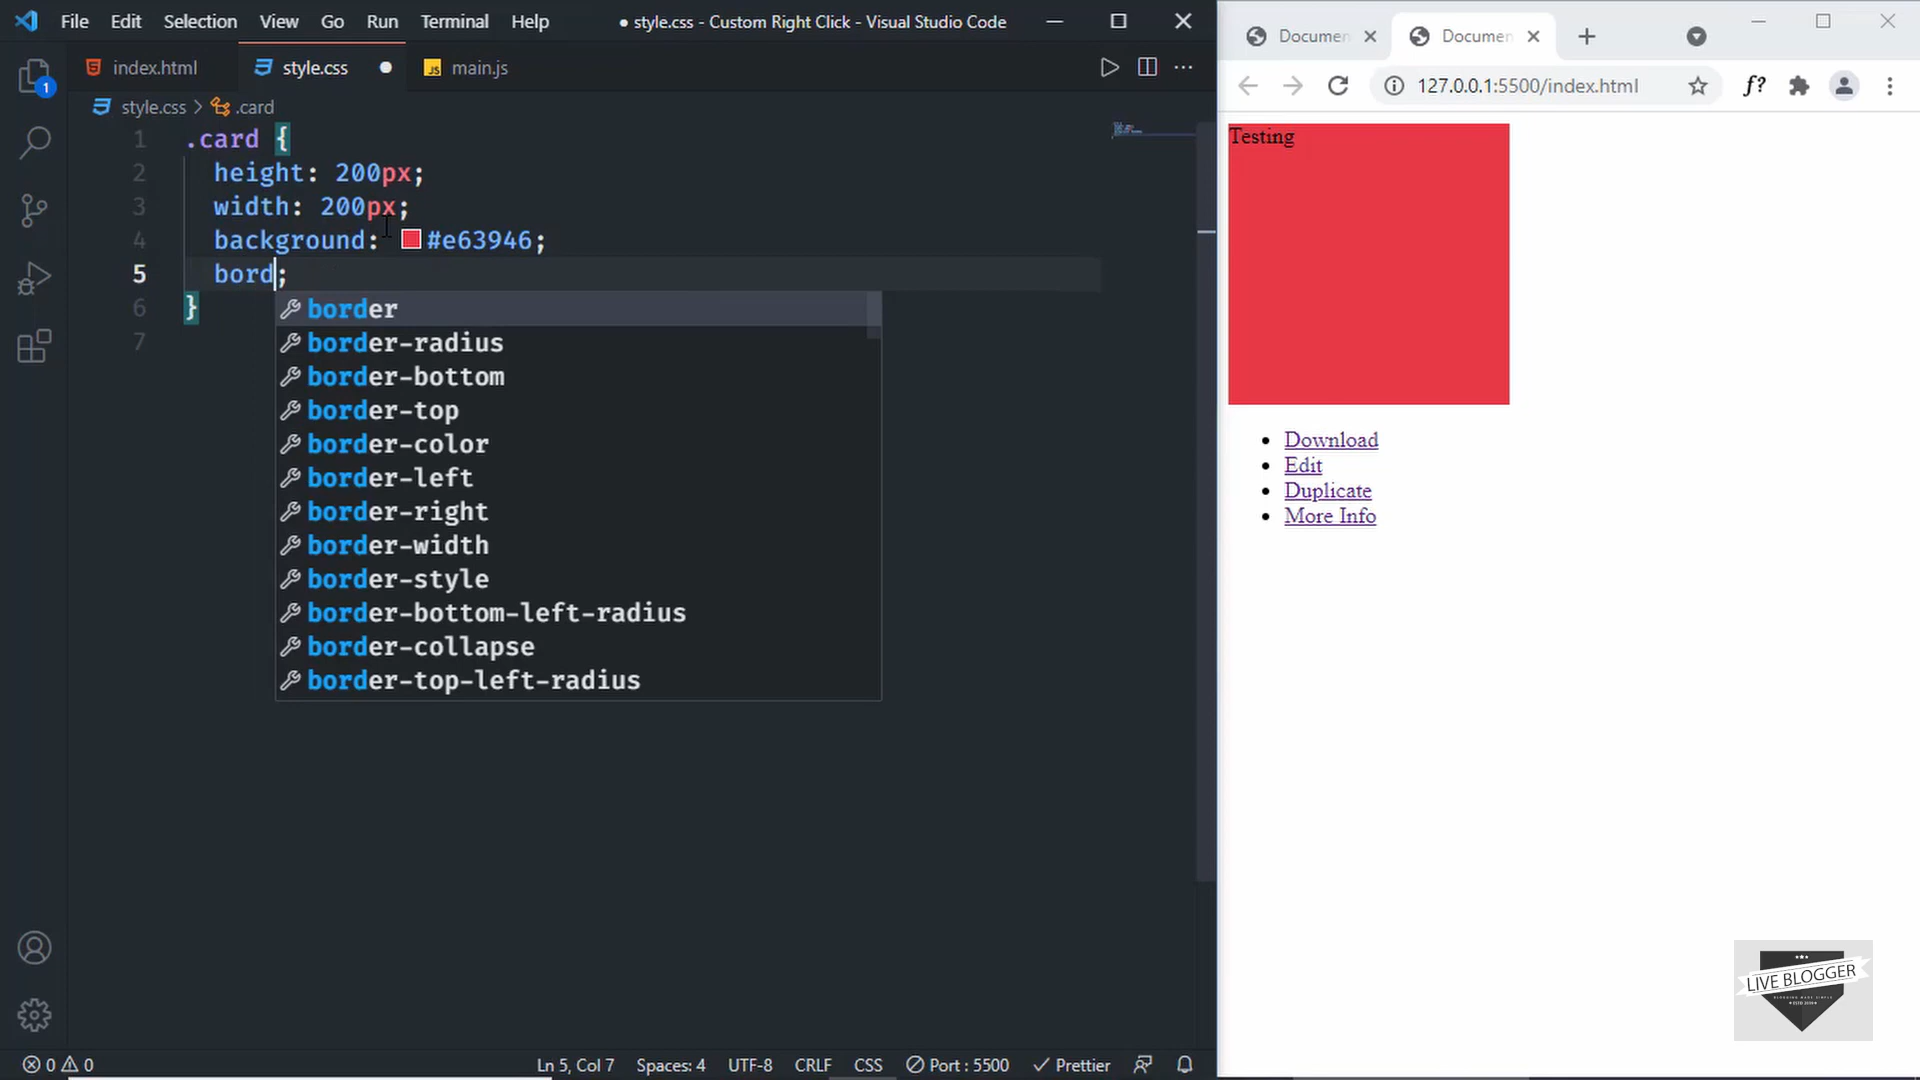 File Edit Selection View Go Run Terminal Help ● style.css - Custom Right Click - Visual Studio Code
index.html style.css ● JS main.js
style.css > .card
1 .card {
2 height: 200px;
3 width: 200px;
4 background: #e63946;
5 bord;
6 }
7
border
border-radius
border-bottom
border-top
border-color
border-left
border-right
border-width
border-style
border-bottom-left-radius
border-collapse
border-top-left-radius
1
0 0 Ln 5, Col 7 Spaces: 4 UTF-8 CRLF CSS Port : 5500 Prettier
Documen Documen
127.0.0.1:5500/index.html f?
Testing
Download
Edit
Duplicate
More Info
LIVE BLOGGER